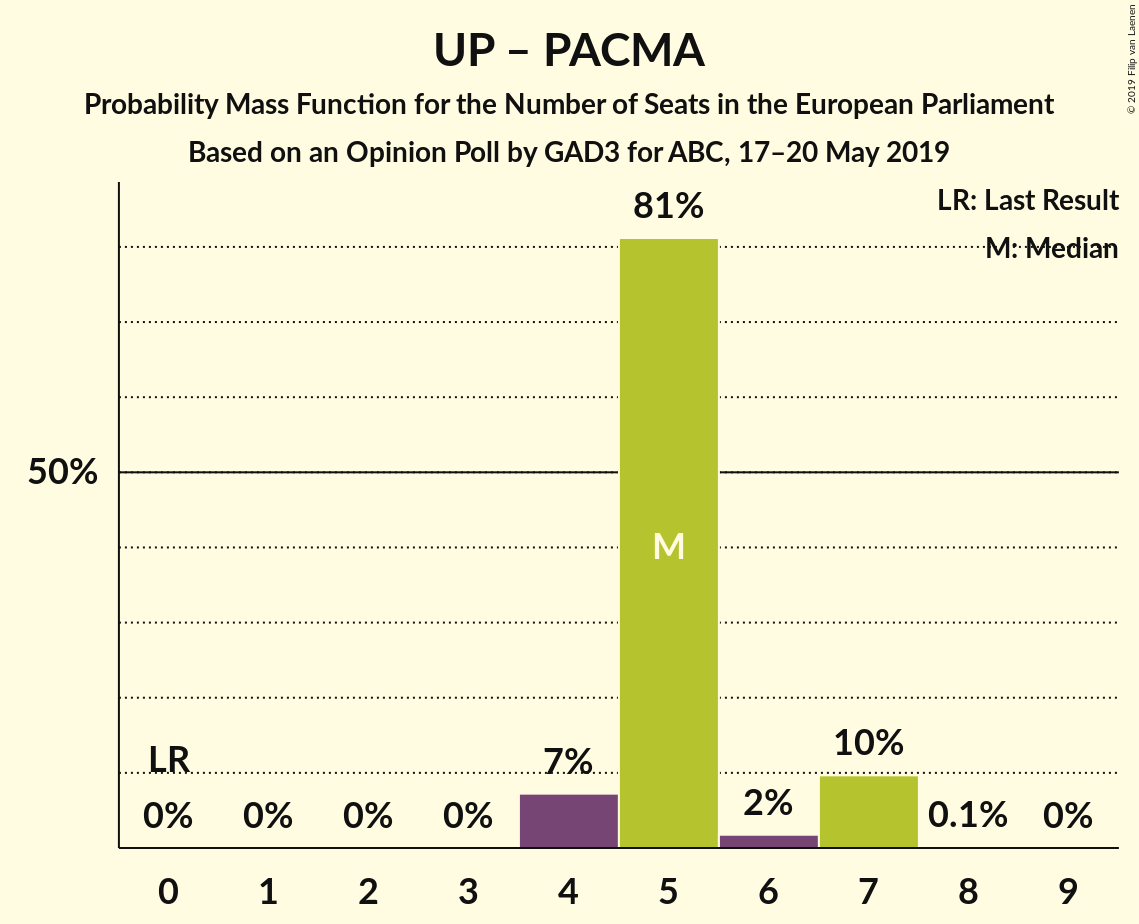 UP – PACMA
Probability Mass Function for the Number of Seats in the European Parliament
Based on an Opinion Poll by GAD3 for ABC, 17–20 May 2019
© 2019 Filip van Laenen
LR: Last Result
M: Median
81%
50%
M
LR
0%
0%
0%
0%
7%
2%
10%
0.1%
0%
0 1 2 3 4 5 6 7 8 9